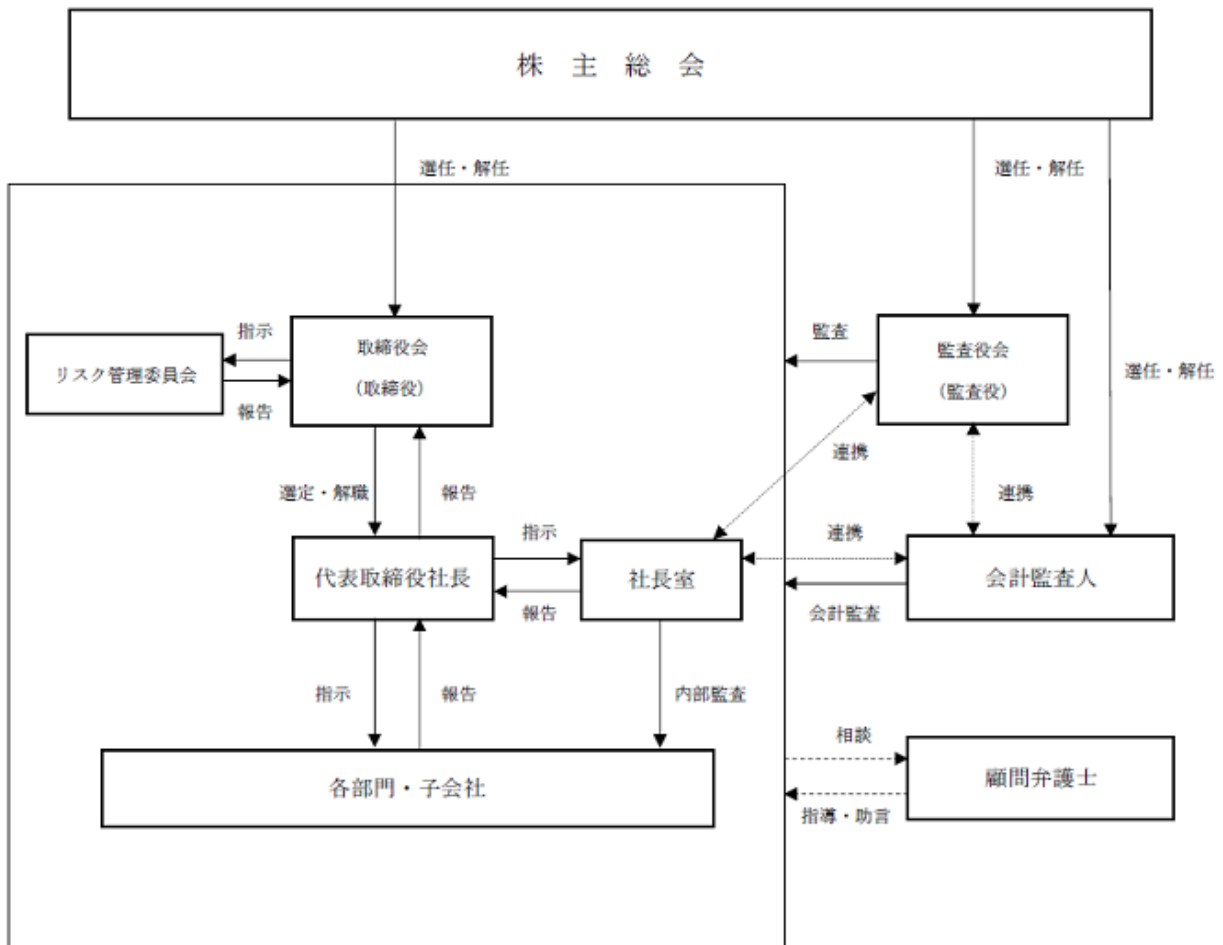 株主総会
選任・解任
選任・解任
選任・解任
指示
取締役会
(取締役)
リスク管理委員会
報告
監査
監査役会
(監査役)
連携
連携
選定・解職
報告
指示
連携
代表取締役社長
社長室
会計監査人
報告
会計監査
指示
報告
内部監査
相談
各部門・子会社
顧問弁護士
指導・助言